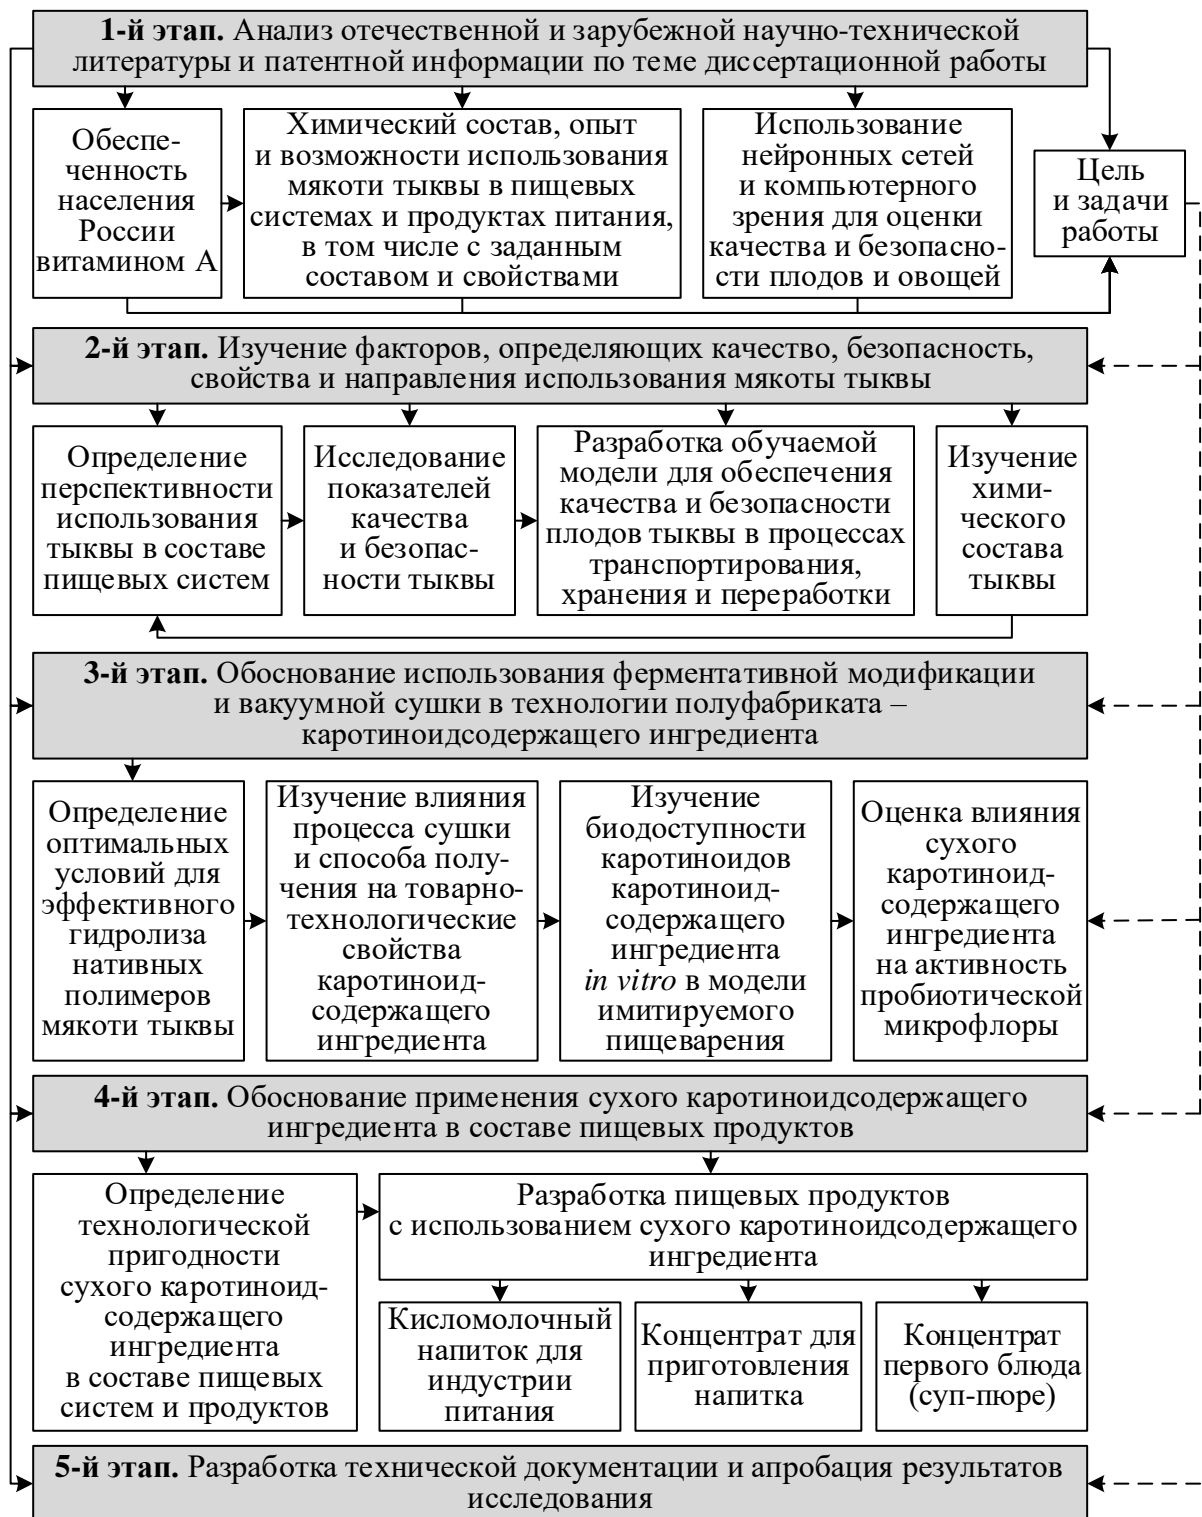 1-й этап. Анализ отечественной и зарубежной научно-технической
литературы и патентной информации по теме диссертационной работы
Обеспе-
ченность
населения
России
витамином А
Химический состав, опыт
и возможности использования
мякоти тыквы в пищевых
системах и продуктах питания,
в том числе с заданным
составом и свойствами
Использование
нейронных сетей
и компьютерного
зрения для оценки
качества и безопасно-
сти плодов и овощей
Цель
и задачи
работы
2-й этап. Изучение факторов, определяющих качество, безопасность,
свойства и направления использования мякоты тыквы
Определение
перспективности
использования
тыквы в составе
пищевых систем
Исследование
показателей
качества
и безопас-
ности тыквы
Разработка обучаемой
модели для обеспечения
качества и безопасности
плодов тыквы в процессах
транспортирования,
хранения и переработки
Изучение
хими-
ческого
состава
тыквы
3-й этап. Обоснование использования ферментативной модификации
и вакуумной сушки в технологии полуфабриката –
каротиноидсодержащего ингредиента
Определение
оптимальных
условий для
эффективного
гидролиза
нативных
полимеров
мякоти тыквы
Изучение влияния
процесса сушки
и способа полу-
чения на товарно-
технологические
свойства
каротиноид-
содержащего
ингредиента
Изучение
биодоступности
каротиноидов
каротиноид-
содержащего
ингредиента
in vitro в модели
имитируемого
пищеварения
Оценка влияния
сухого
каротиноид-
содержащего
ингредиента
на активность
пробиотической
микрофлоры
4-й этап. Обоснование применения сухого каротиноидсодержащего
ингредиента в составе пищевых продуктов
Определение
технологической
пригодности
сухого каротиноид-
содержащего
ингредиента
в составе пищевых
систем и продуктов
Разработка пищевых продуктов
с использованием сухого каротиноидсодержащего
ингредиента
Кисломолочный
напиток для
индустрии
питания
Концентрат для
приготовления
напитка
Концентрат
первого блюда
(суп-пюре)
5-й этап. Разработка технической документации и апробация результатов
исследования